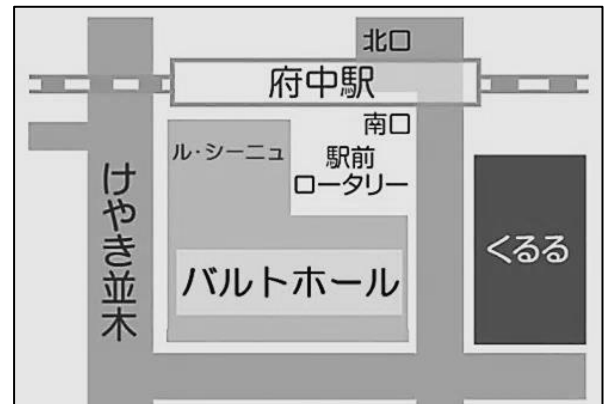 北口
府中駅
南口
ル・シーニュ
駅前
ロータリー
けやき並木
くるる
バルトホール